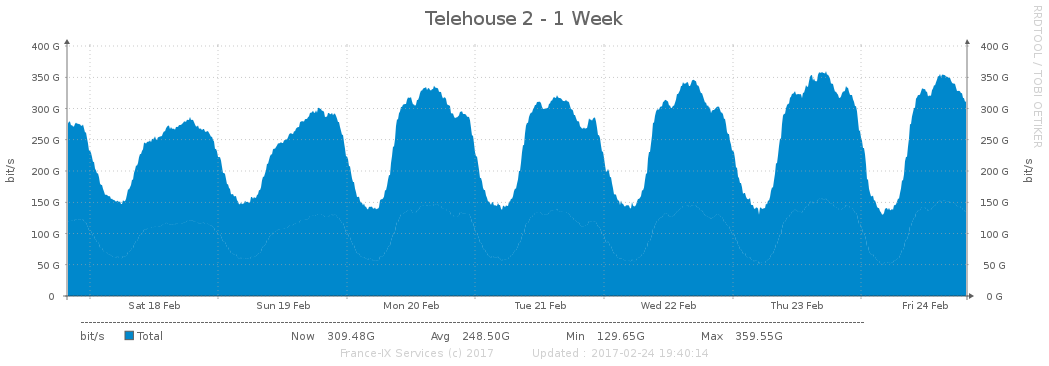 Telehouse 2 - 1 Week
RRDTOOL / TOBI OETIKER
400 G 400 G
350 G 350 G
300 G 300 G
250 G 250 G
200 G 200 G
150 G 150 G
100 G 100 G
50 G 50 G
0 0 G
bit/s bit/s
Sat 18 Feb Sun 19 Feb Mon 20 Feb Tue 21 Feb Wed 22 Feb Thu 23 Feb Fri 24 Feb
bit/s Total Now 309.48G Avg 248.50G Min 129.65G Max 359.55G
France-IX Services (c) 2017 Updated : 2017-02-24 19:40:14